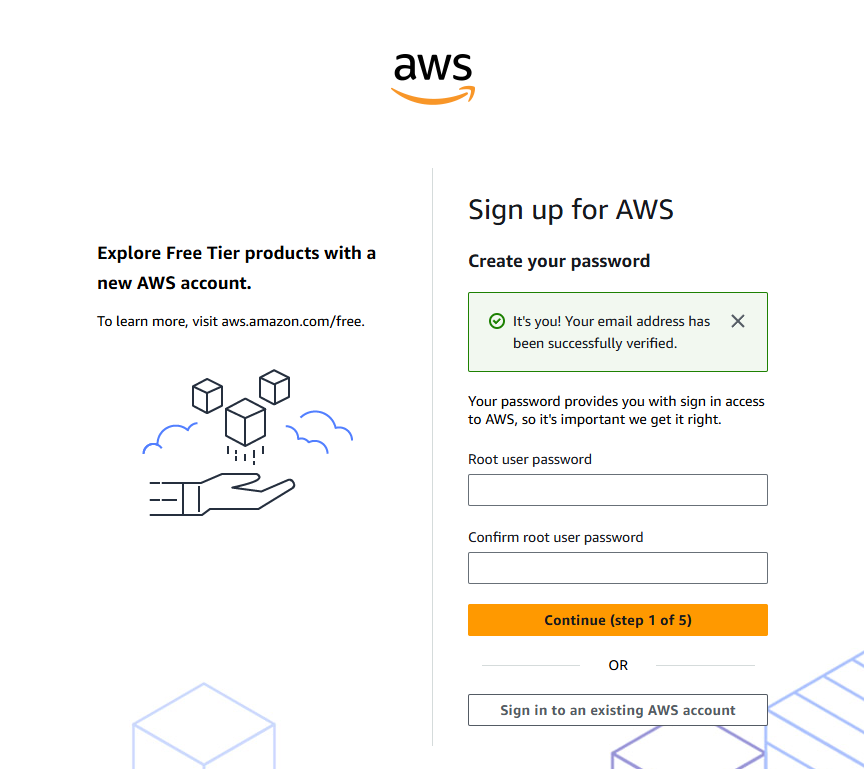 aws
Explore Free Tier products with a
new AWS account.
To learn more, visit aws.amazon.com/free.
Sign up for AWS
Create your password
It's you! Your email address has
been successfully verified.
Your password provides you with sign in access
to AWS, so it's important we get it right.
Root user password
Confirm root user password
Continue (step 1 of 5)
OR
Sign in to an existing AWS account